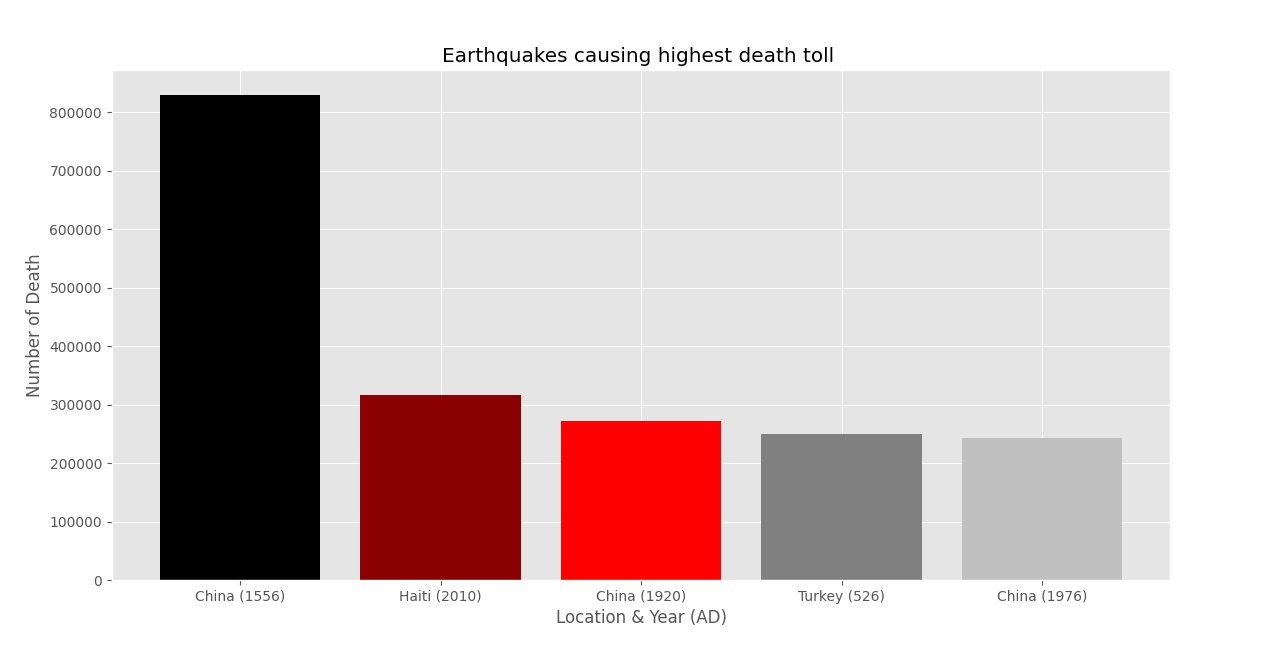 Earthquakes causing highest death toll
Number of Death
800000
700000
600000
500000
400000
300000
200000
100000
0
China (1556)
Haiti (2010)
China (1920)
Turkey (526)
China (1976)
Location & Year (AD)